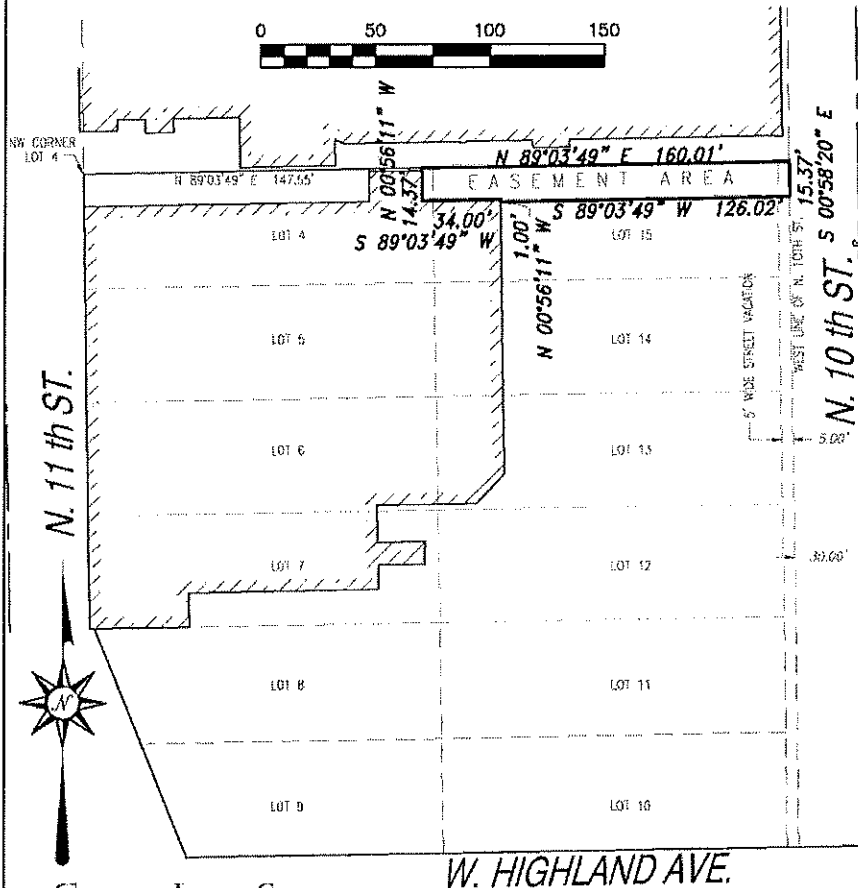 0 50 100 150
NW CORNER
LOT 4
N 89°03'49" E 147.65'
N 00°56'11" W
14.37'
N 89°03'49" E 160.01'
EASEMENT AREA
34.00'
S 89°03'49" W
S 89°03'49" W 126.02'
1.00'
N 00°56'11" W
15.37'
S 00°58'20" E
WEST LINE OF N. 10TH ST.
N. 10th ST.
5' WIDE STREET VACATION
5.00'
30.00'
LOT 4
LOT 15
LOT 5
LOT 14
LOT 6
LOT 13
LOT 7
LOT 12
LOT 8
LOT 11
LOT 9
LOT 10
N. 11th ST.
N
W. HIGHLAND AVE.